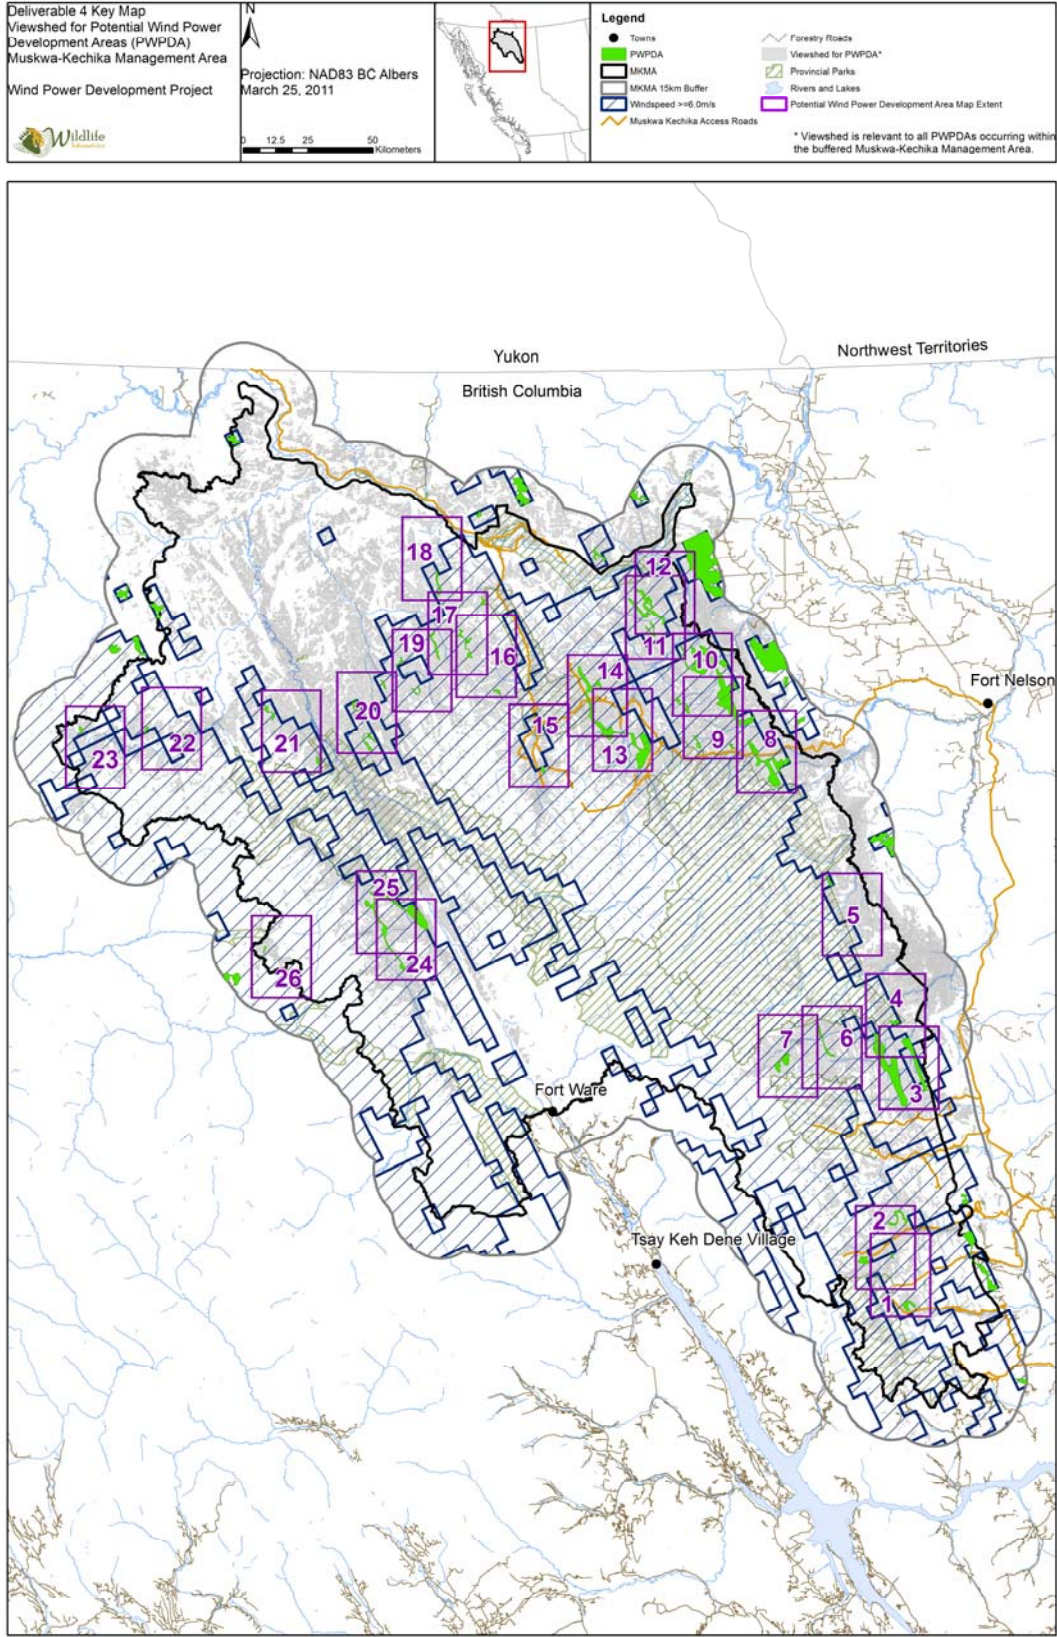 Deliverable 4 Key Map
Viewshed for Potential Wind Power
Development Areas (PWPDA)
Muskwa-Kechika Management Area
Wind Power Development Project
Wildlife
Infometrics
N
Projection: NAD83 BC Albers
March 25, 2011
0 12.5 25 50
Kilometers
Legend
Towns
PWPDA
MKMA
MKMA 15km Buffer
Windspeed >=6.0m/s
Muskwa Kechika Access Roads
Forestry Roads
Viewshed for PWPDA*
Provincial Parks
Rivers and Lakes
Potential Wind Power Development Area Map Extent
* Viewshed is relevant to all PWPDAs occurring within
the buffered Muskwa-Kechika Management Area.
Yukon
Northwest Territories
British Columbia
18
12
17
11
19
16
10
14
Fort Nelson
20
15
9
8
21
22
23
13
25
5
24
26
4
7
6
3
Fort Ware
2
Tsay Keh Dene Village
1